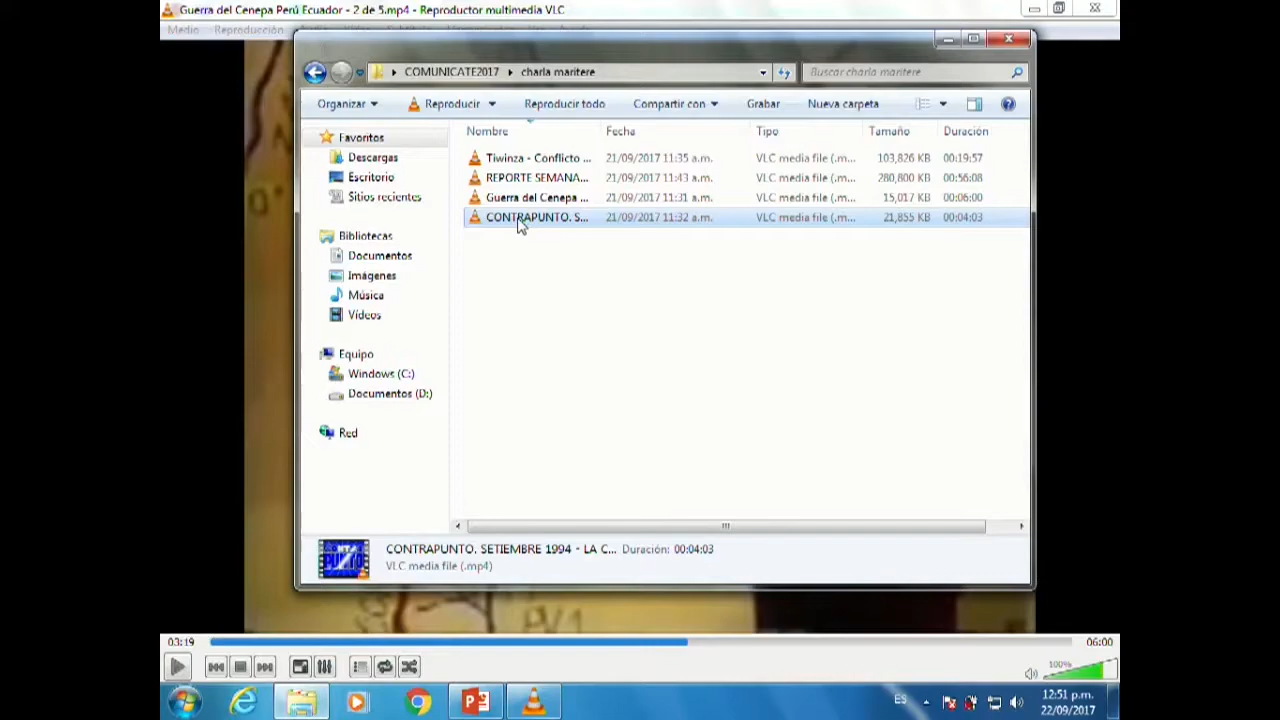 Guerra del Cenepa Perú Ecuador - 2 de 5.mp4 - Reproductor multimedia VLC
Medio Reproducción
COMUNICATE2017 charla maritere
Buscar charla maritere
Organizar Reproducir Reproducir todo Compartir con Grabar Nueva carpeta
Nombre Fecha Tipo Tamaño Duración
Favoritos
Descargas
Escritorio
Sitios recientes
Bibliotecas
Documentos
Imágenes
Música
Vídeos
Equipo
Windows (C:)
Documentos (D:)
Red
Tiwinza - Conflicto ... 21/09/2017 11:35 a.m. VLC media file (.m... 103,826 KB 00:19:57
REPORTE SEMANA... 21/09/2017 11:43 a.m. VLC media file (.m... 280,800 KB 00:56:08
Guerra del Cenepa ... 21/09/2017 11:31 a.m. VLC media file (.m... 15,017 KB 00:06:00
CONTRAPUNTO. S... 21/09/2017 11:32 a.m. VLC media file (.m... 21,855 KB 00:04:03
CONTRAPUNTO. SETIEMBRE 1994 - LA C... Duración: 00:04:03
VLC media file (.mp4)
PUNTO
PV1
03:19 06:00
100%
ES
12:51 p.m.
22/09/2017